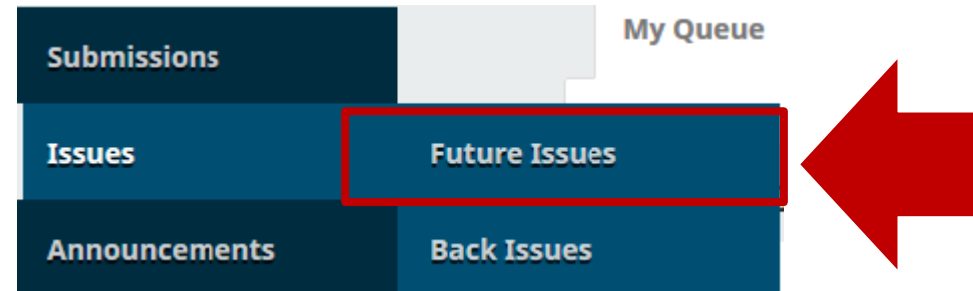 My Queue
Submissions
Issues
Future Issues
Announcements
Back Issues